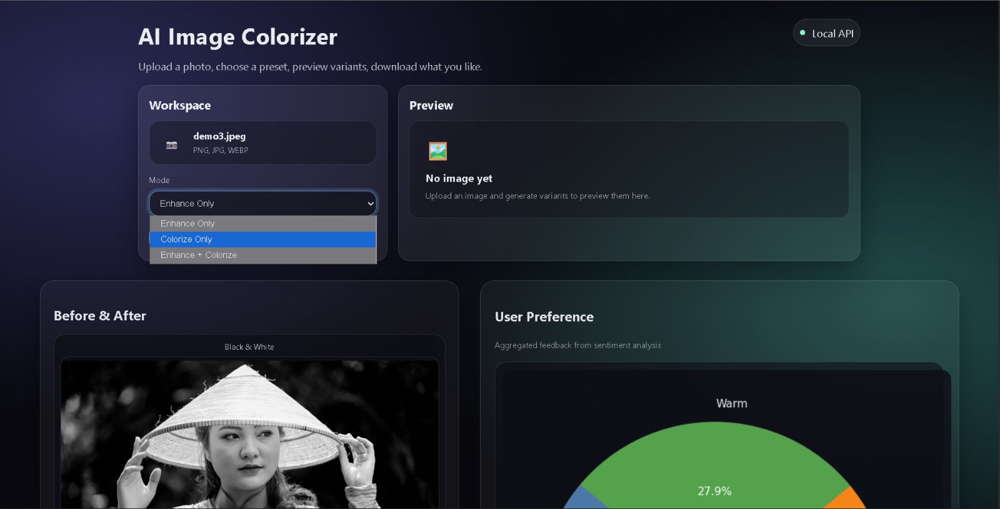 AI Image Colorizer
Local API
Upload a photo, choose a preset, preview variants, download what you like.
Workspace
demo3.jpeg
PNG, JPG, WEBP
Mode
Enhance Only
Enhance Only
Colorize Only
Enhance + Colorize
Preview
No image yet
Upload an image and generate variants to preview them here.
Before & After
Black & White
User Preference
Aggregated feedback from sentiment analysis
Warm
27.9%